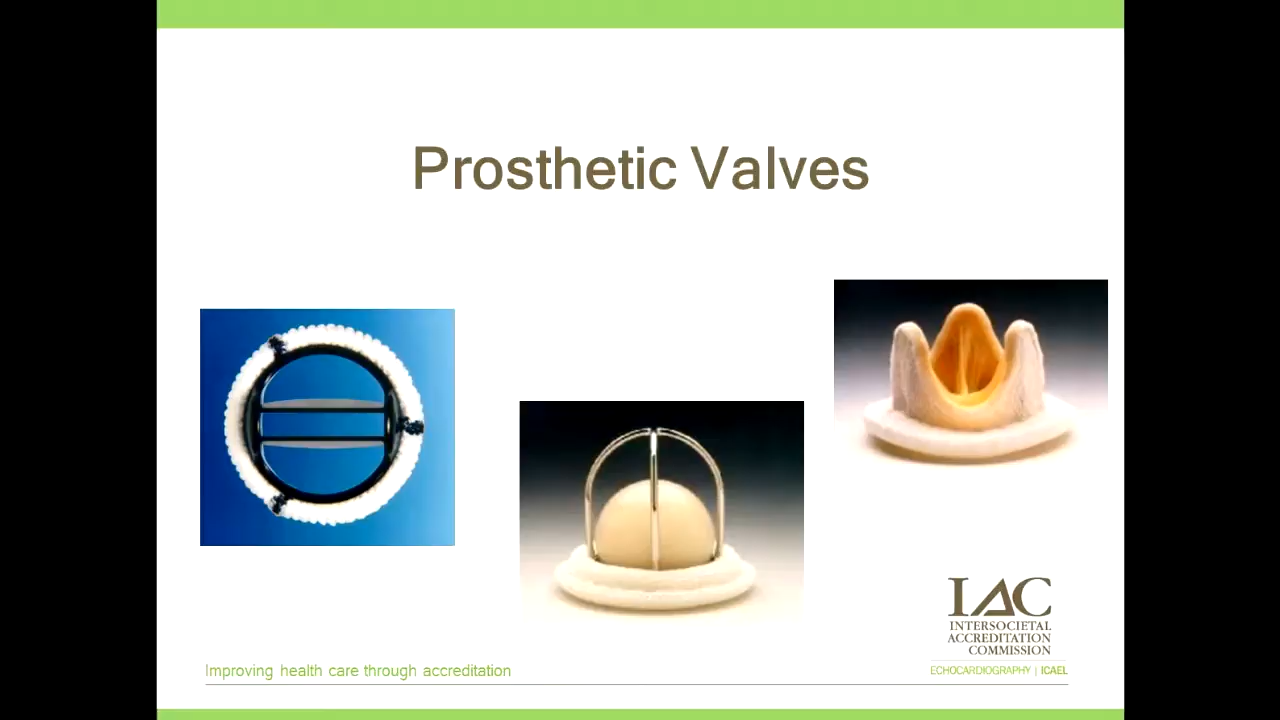 Prosthetic Valves
IAC
INTERSOCIETAL
ACCREDITATION
COMMISSION
ECHOCARDIOGRAPHY | ICAEL
Improving health care through accreditation